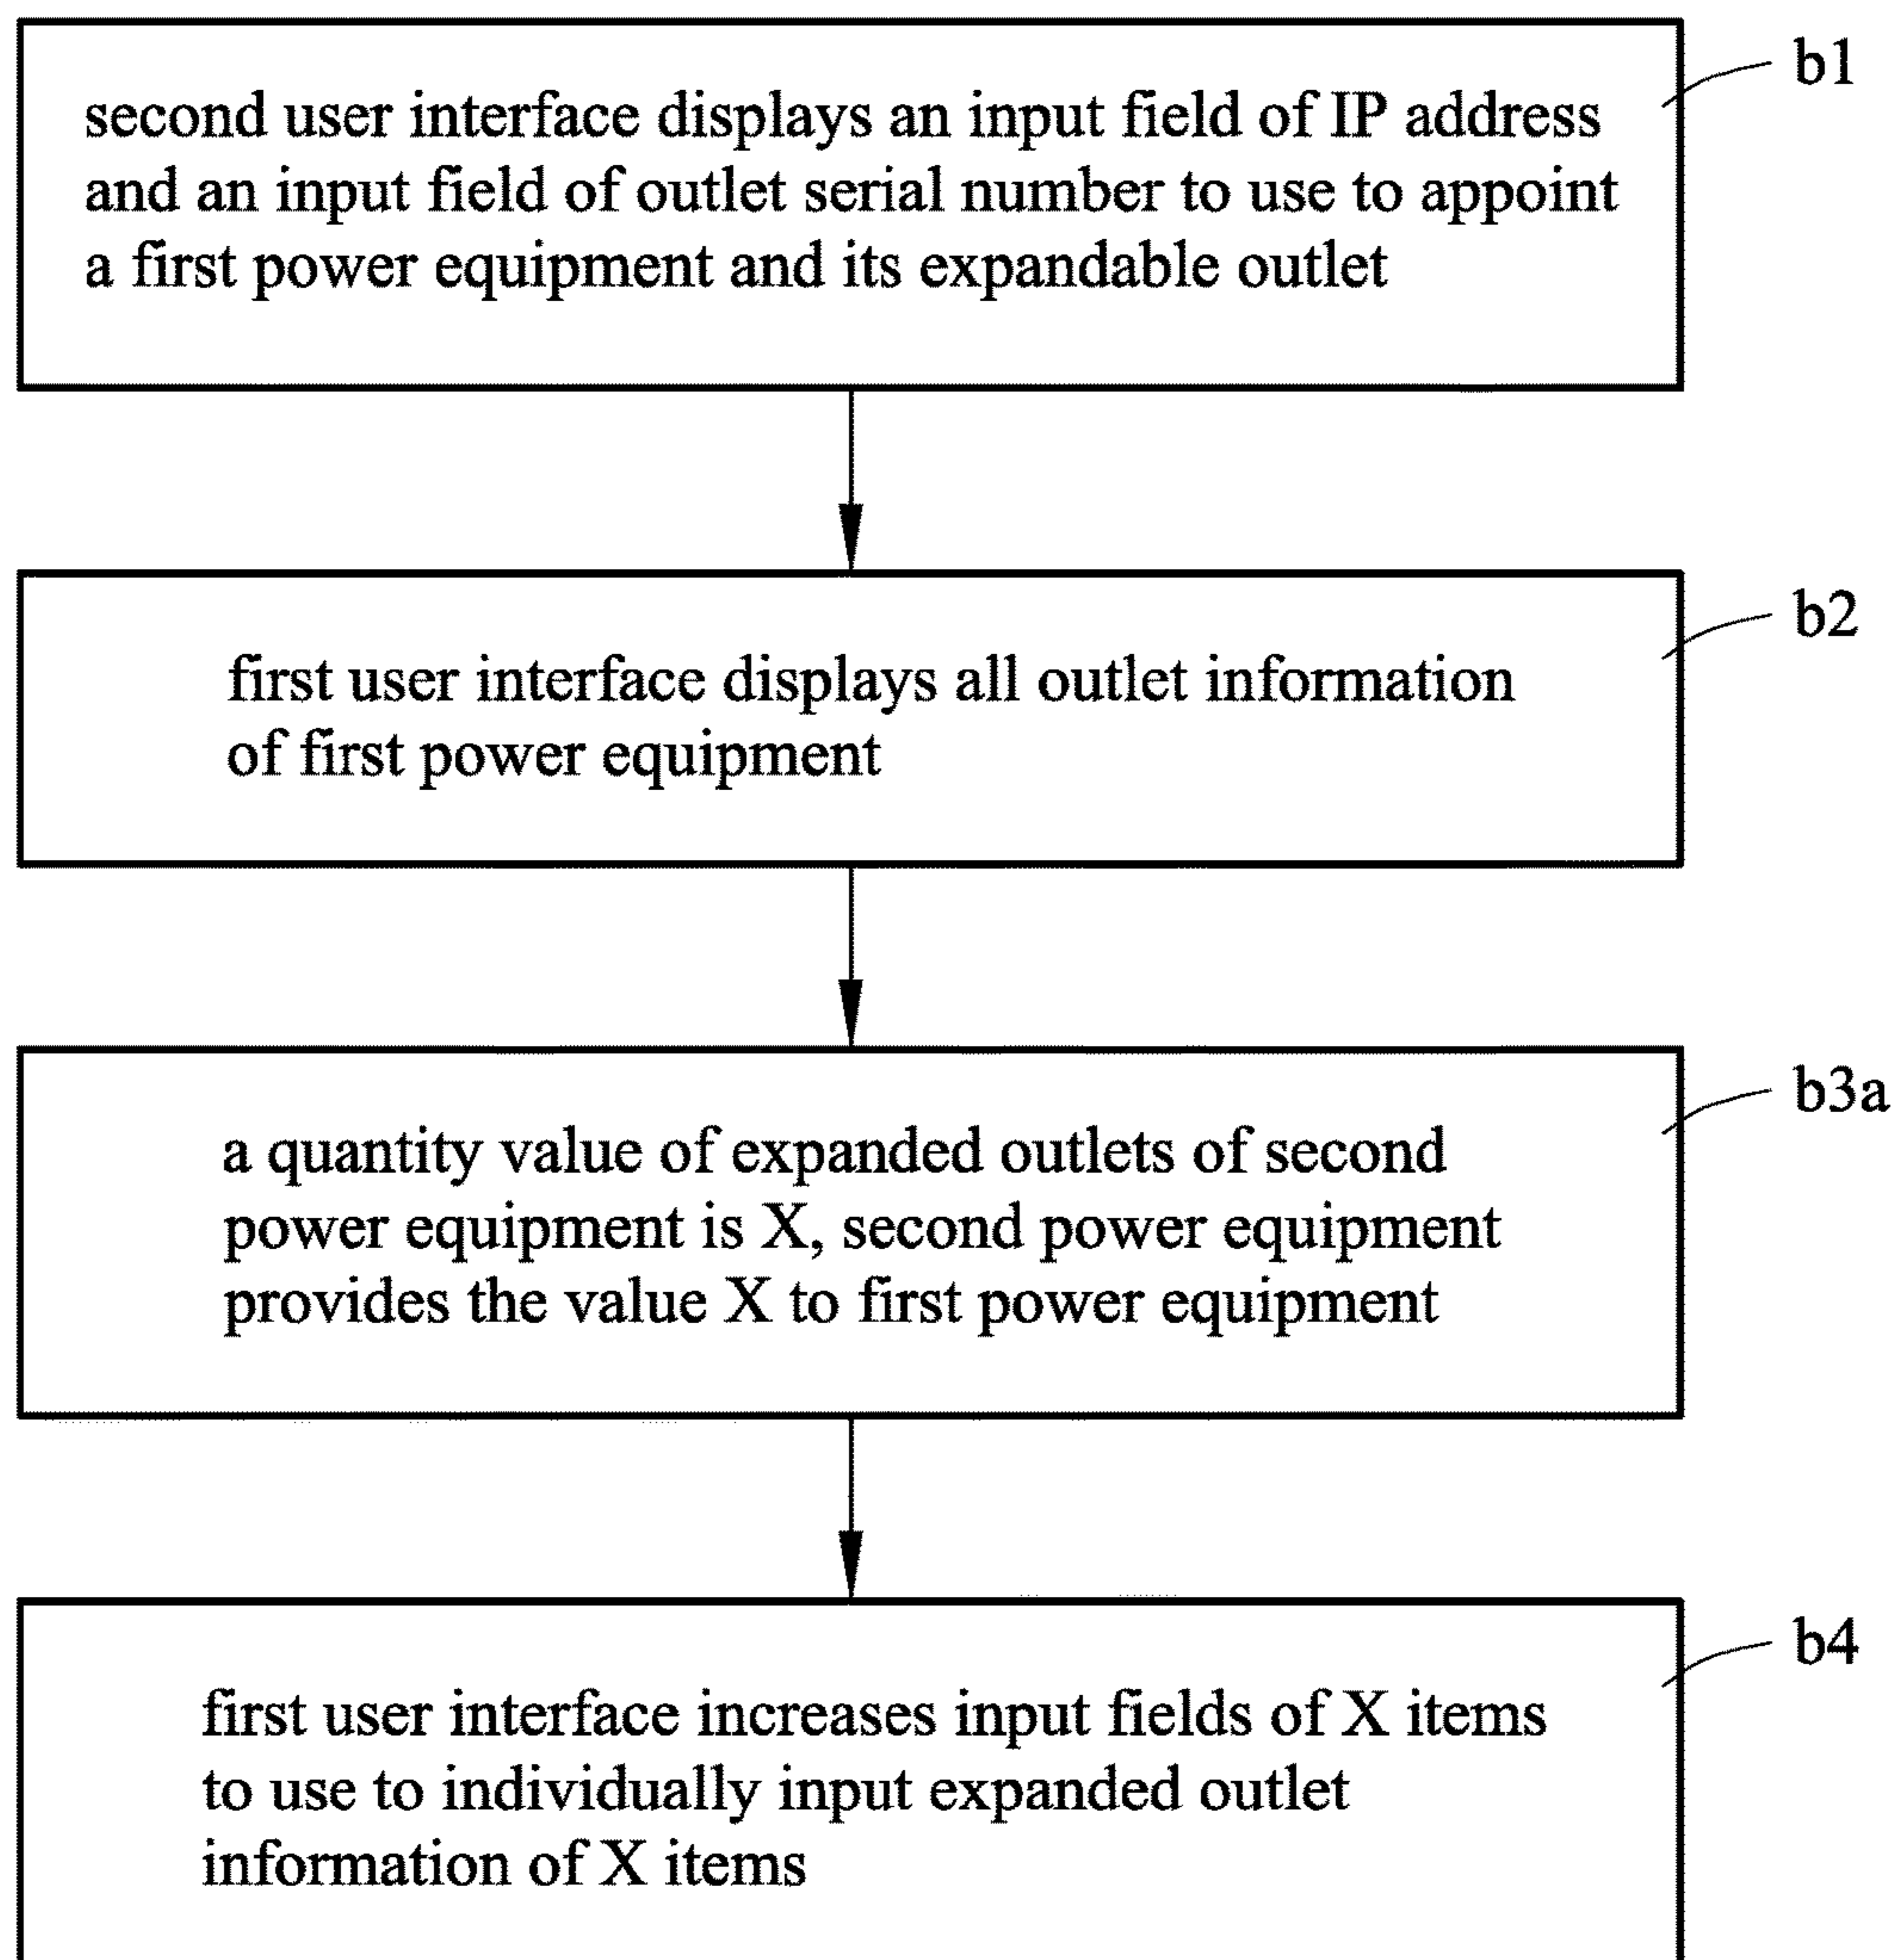 b1
second user interface displays an input field of IP address
and an input field of outlet serial number to use to appoint
a first power equipment and its expandable outlet
b2
first user interface displays all outlet information
of first power equipment
b3a
a quantity value of expanded outlets of second
power equipment is X, second power equipment
provides the value X to first power equipment
b4
first user interface increases input fields of X items
to use to individually input expanded outlet
information of X items